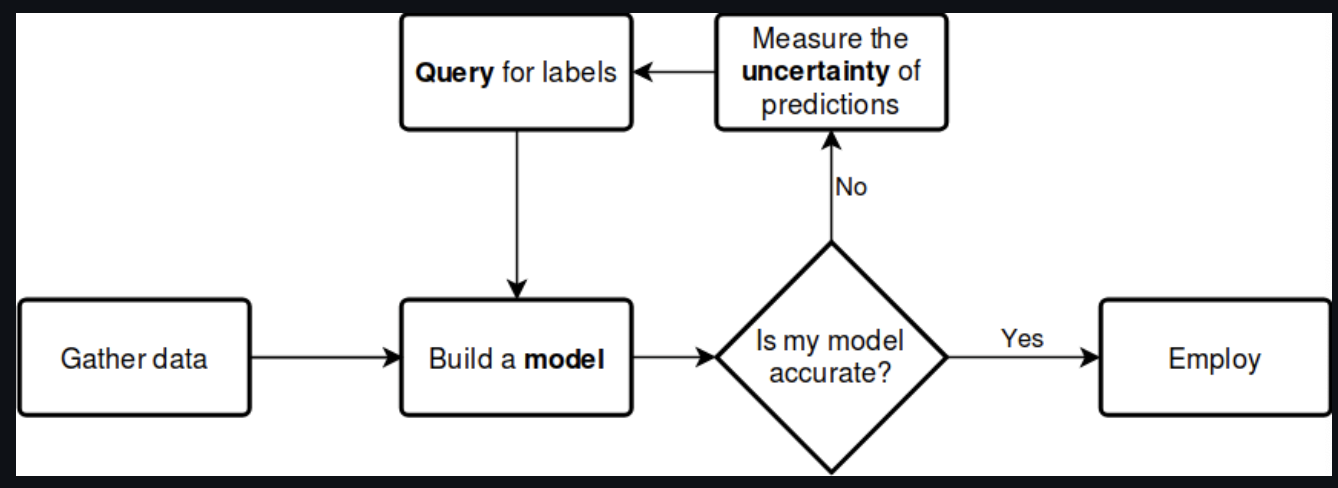 Query for labels
Measure the
uncertainty of
predictions
No
Gather data
Build a model
Is my model
accurate?
Yes
Employ